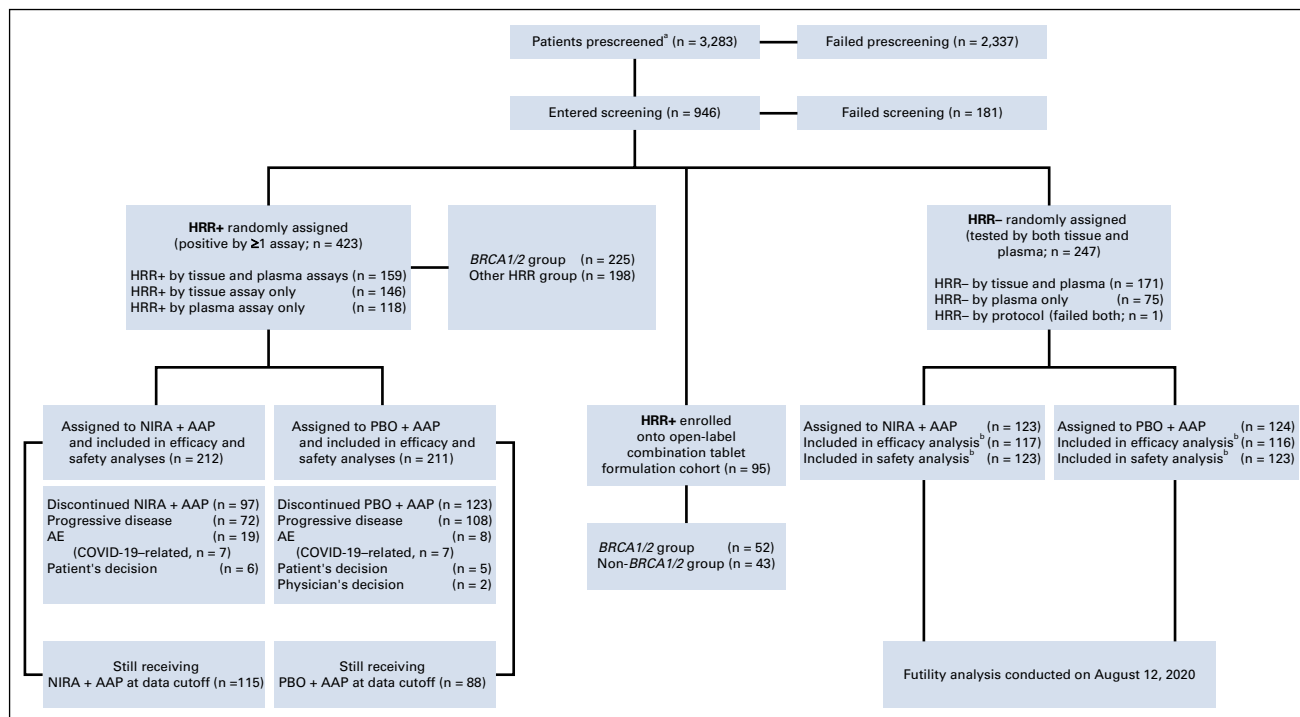 Patients prescreenedᵃ (n = 3,283)
Failed prescreening (n = 2,337)
Entered screening (n = 946)
Failed screening (n = 181)
HRR+ randomly assigned
(positive by ≥1 assay; n = 423)
HRR+ by tissue and plasma assays (n = 159)
HRR+ by tissue assay only (n = 146)
HRR+ by plasma assay only (n = 118)
BRCA1/2 group (n = 225)
Other HRR group (n = 198)
HRR– randomly assigned
(tested by both tissue and
plasma; n = 247)
HRR– by tissue and plasma (n = 171)
HRR– by plasma only (n = 75)
HRR– by protocol (failed both; n = 1)
Assigned to NIRA + AAP
and included in efficacy and
safety analyses (n = 212)
Assigned to PBO + AAP
and included in efficacy and
safety analyses (n = 211)
HRR+ enrolled
onto open-label
combination tablet
formulation cohort (n = 95)
Assigned to NIRA + AAP (n = 123)
Included in efficacy analysisᵇ (n = 117)
Included in safety analysisᵇ (n = 123)
Assigned to PBO + AAP (n = 124)
Included in efficacy analysisᵇ (n = 116)
Included in safety analysisᵇ (n = 123)
Discontinued NIRA + AAP (n = 97)
Progressive disease (n = 72)
AE (n = 19)
(COVID-19–related, n = 7)
Patient's decision (n = 6)
Discontinued PBO + AAP (n = 123)
Progressive disease (n = 108)
AE (n = 8)
(COVID-19–related, n = 7)
Patient's decision (n = 5)
Physician's decision (n = 2)
BRCA1/2 group (n = 52)
Non-BRCA1/2 group (n = 43)
Still receiving
NIRA + AAP at data cutoff (n =115)
Still receiving
PBO + AAP at data cutoff (n = 88)
Futility analysis conducted on August 12, 2020